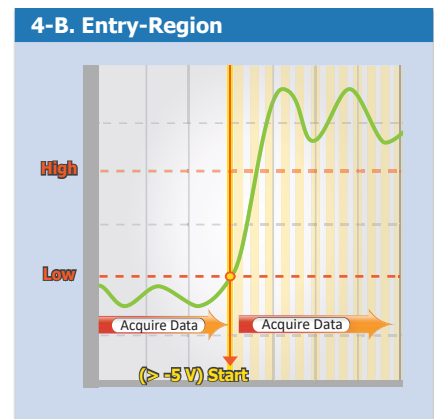 4-B. Entry-Region
High
Low
Acquire Data Acquire Data
(> -5 V) Start